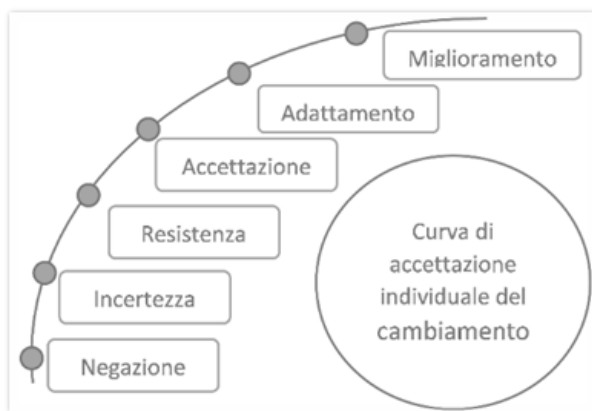 Miglioramento
Adattamento
Accettazione
Resistenza
Incertezza
Negazione
Curva di
accettazione
individuale del
cambiamento